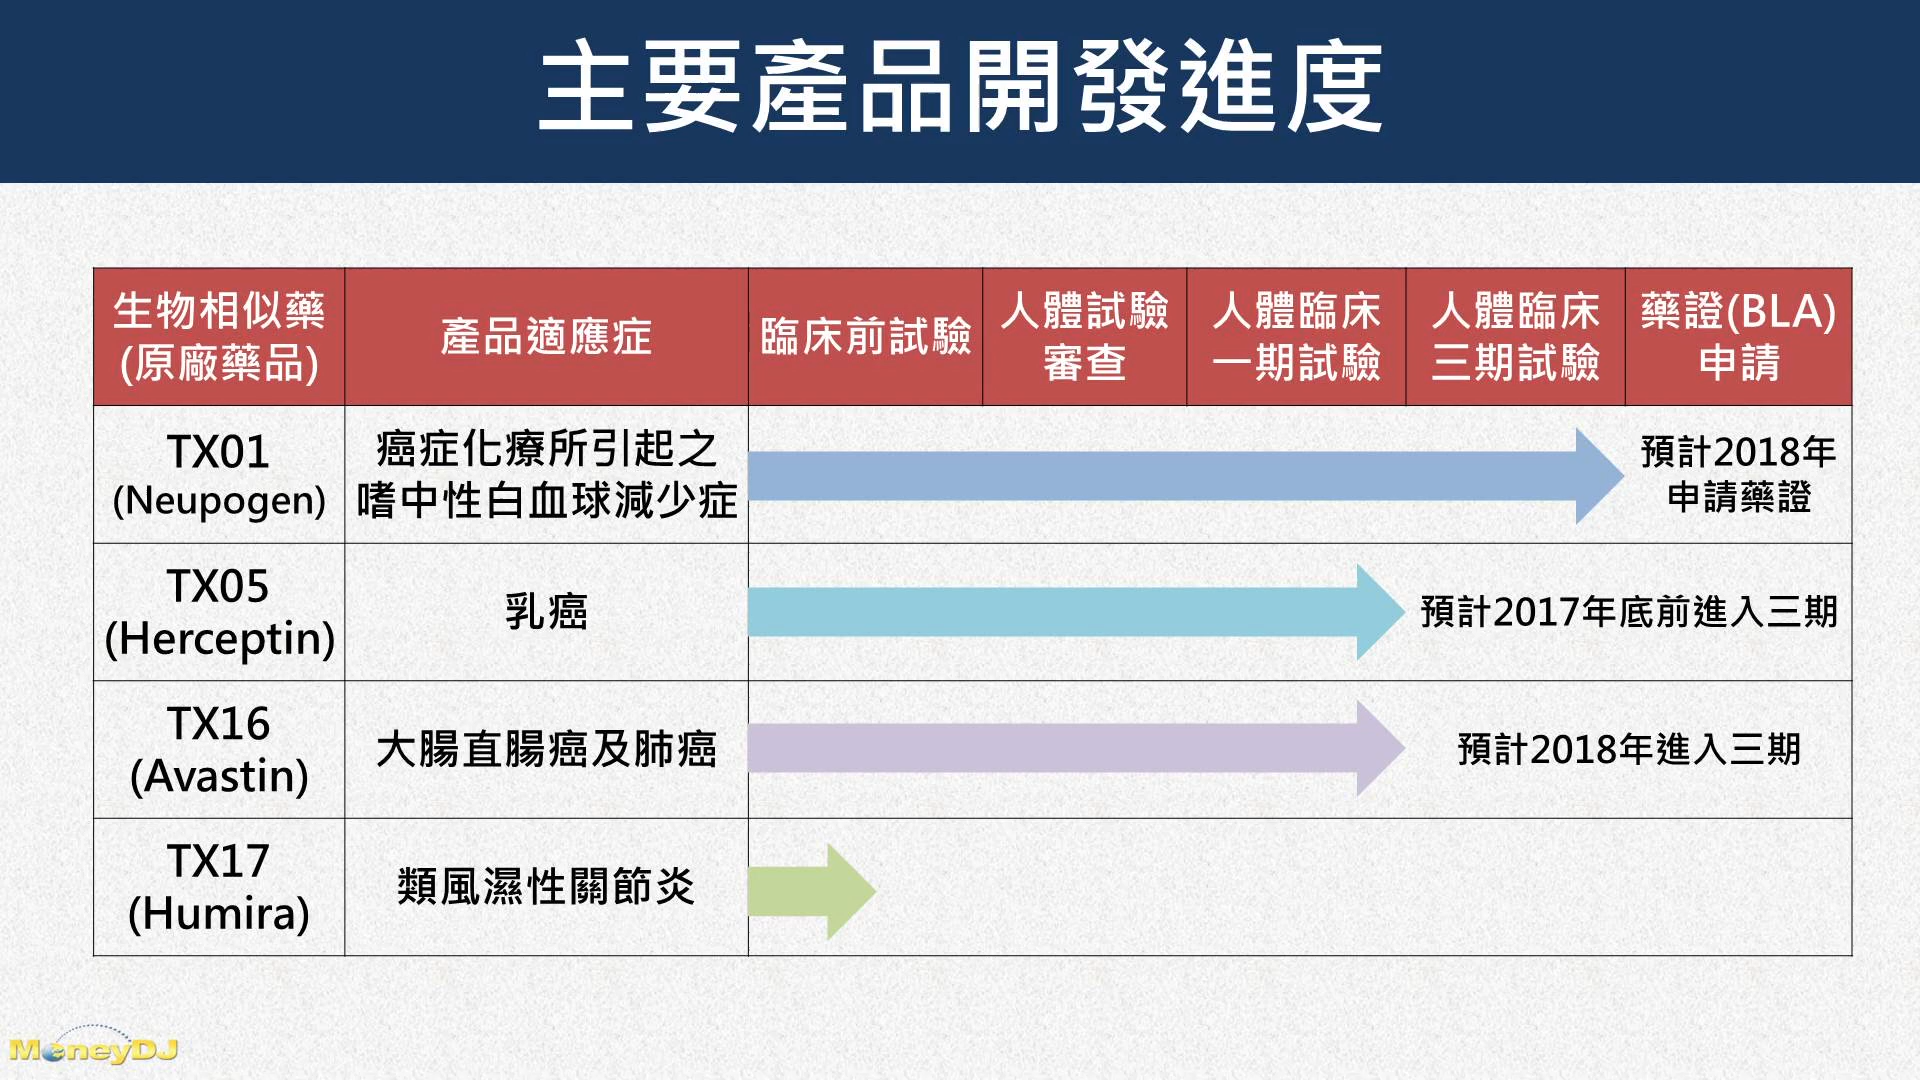 主要產品開發進度
生物相似藥
(原廠藥品)
產品適應症
臨床前試驗
人體試驗
審查
人體臨床
一期試驗
人體臨床
三期試驗
藥證(BLA)
申請
TX01
(Neupogen)
癌症化療所引起之
嗜中性白血球減少症
預計2018年
申請藥證
TX05
(Herceptin)
乳癌
預計2017年底前進入三期
TX16
(Avastin)
大腸直腸癌及肺癌
預計2018年進入三期
TX17
(Humira)
類風濕性關節炎
MoneyDJ